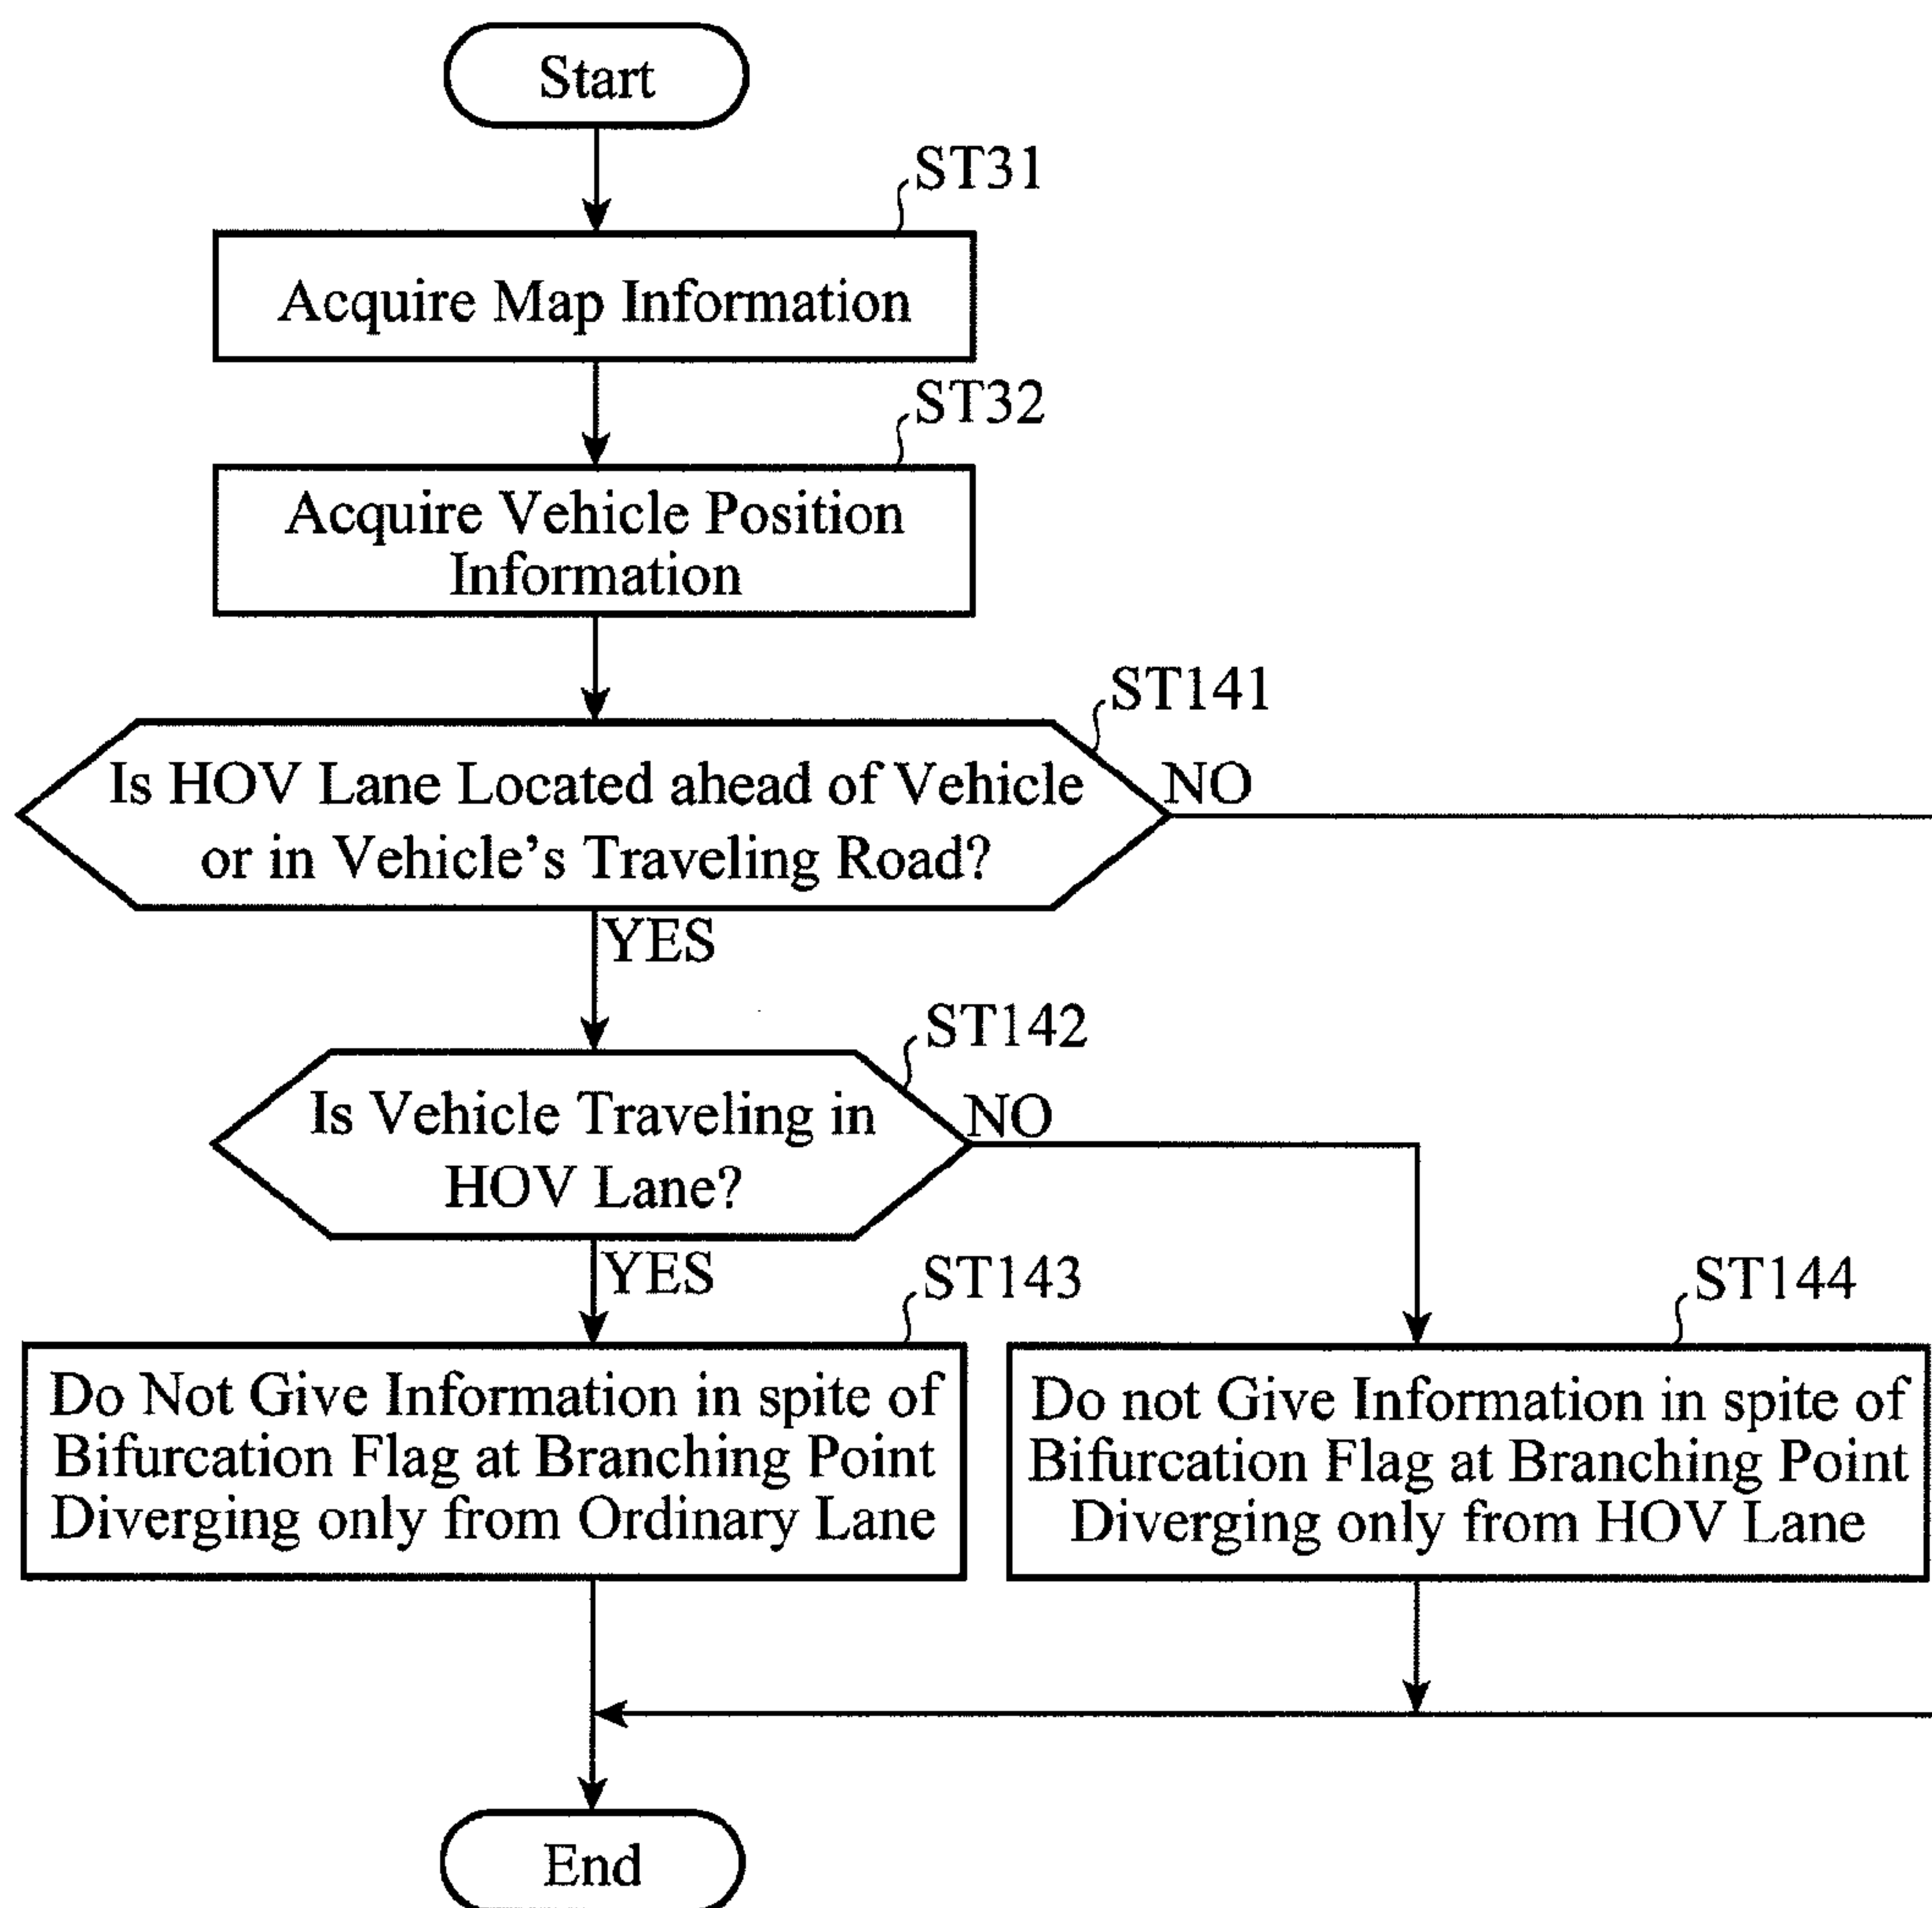 Start
ST31
Acquire Map Information
ST32
Acquire Vehicle Position
Information
ST141
Is HOV Lane Located ahead of Vehicle
or in Vehicle's Traveling Road?
NO
YES
ST142
Is Vehicle Traveling in
HOV Lane?
NO
YES
ST143
Do Not Give Information in spite of
Bifurcation Flag at Branching Point
Diverging only from Ordinary Lane
ST144
Do not Give Information in spite of
Bifurcation Flag at Branching Point
Diverging only from HOV Lane
End